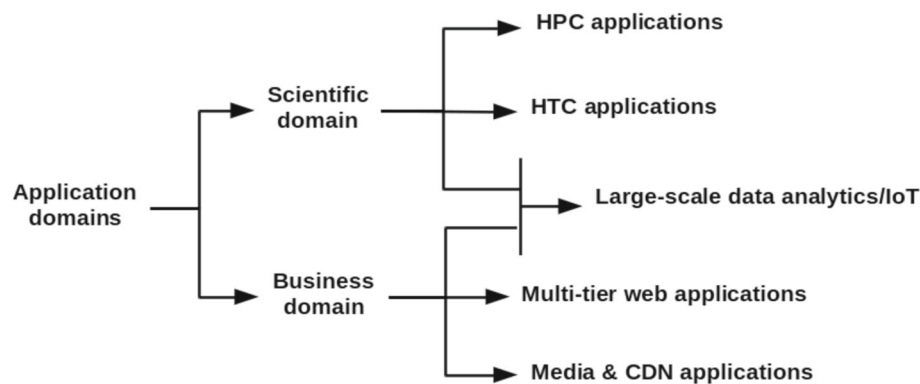 Application
domains
Scientific
domain
HPC applications
HTC applications
Large-scale data analytics/IoT
Business
domain
Multi-tier web applications
Media & CDN applications